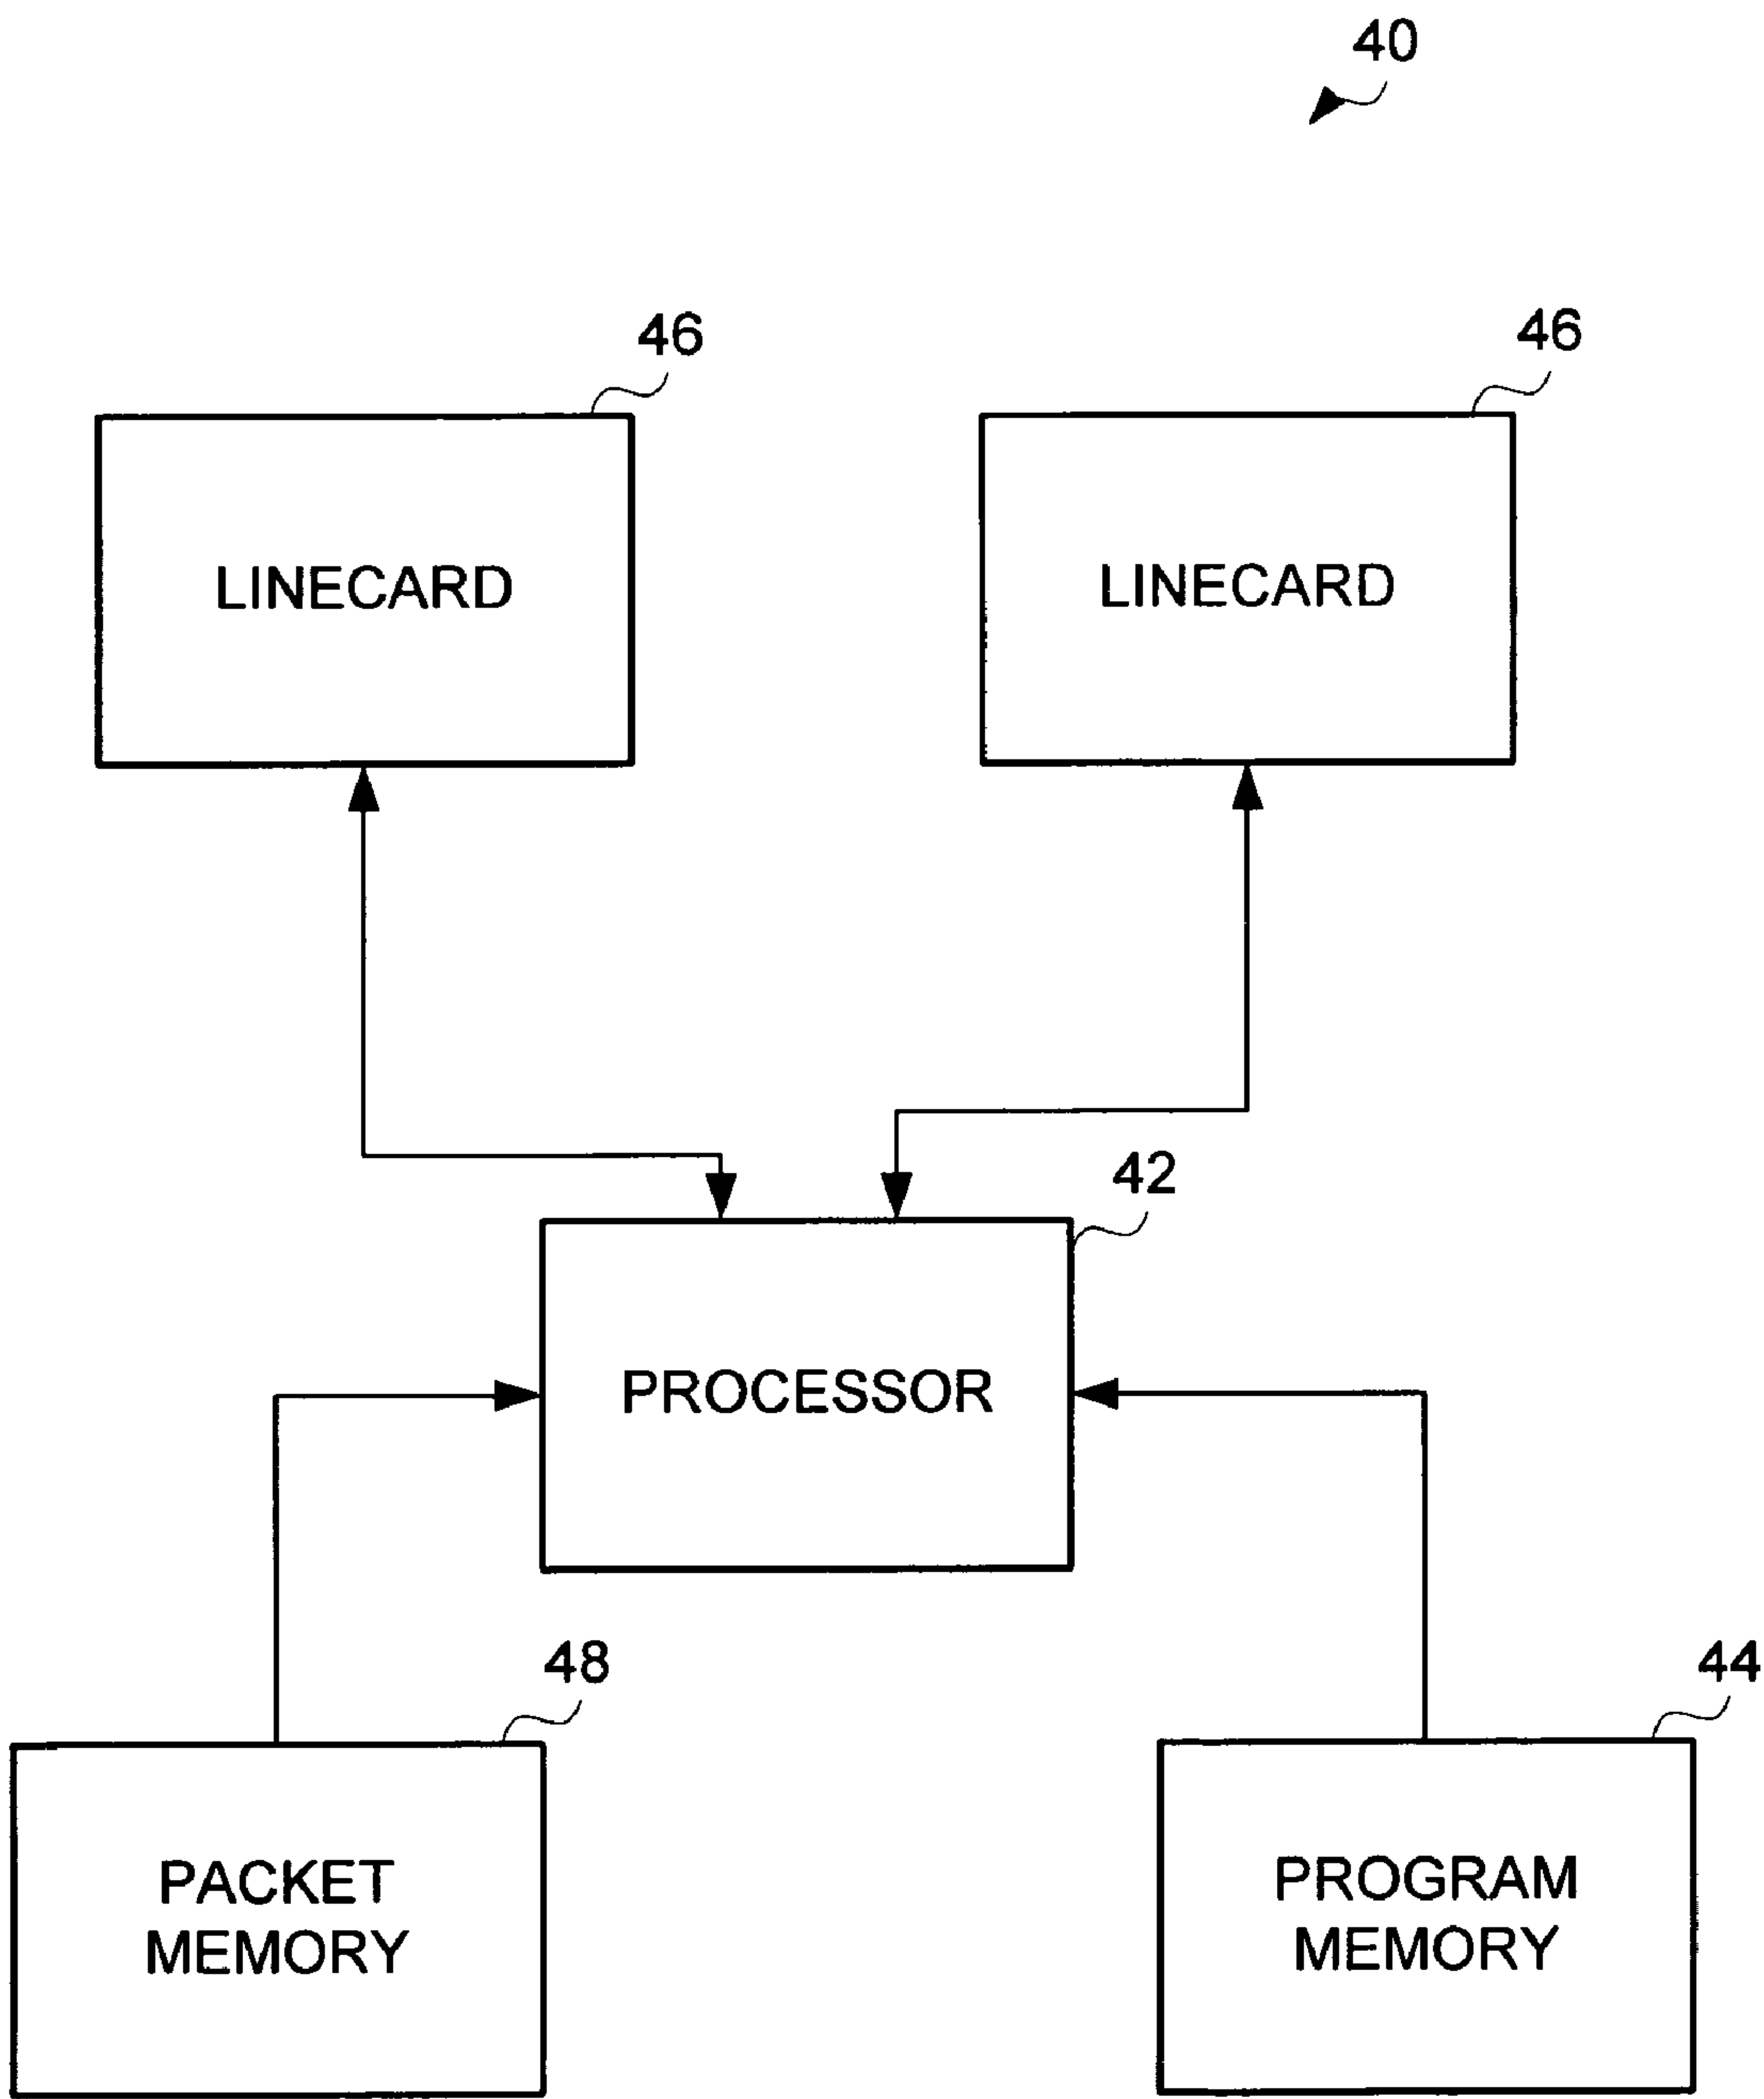 40
46
46
LINECARD
LINECARD
42
PROCESSOR
48
44
PACKET
MEMORY
PROGRAM
MEMORY